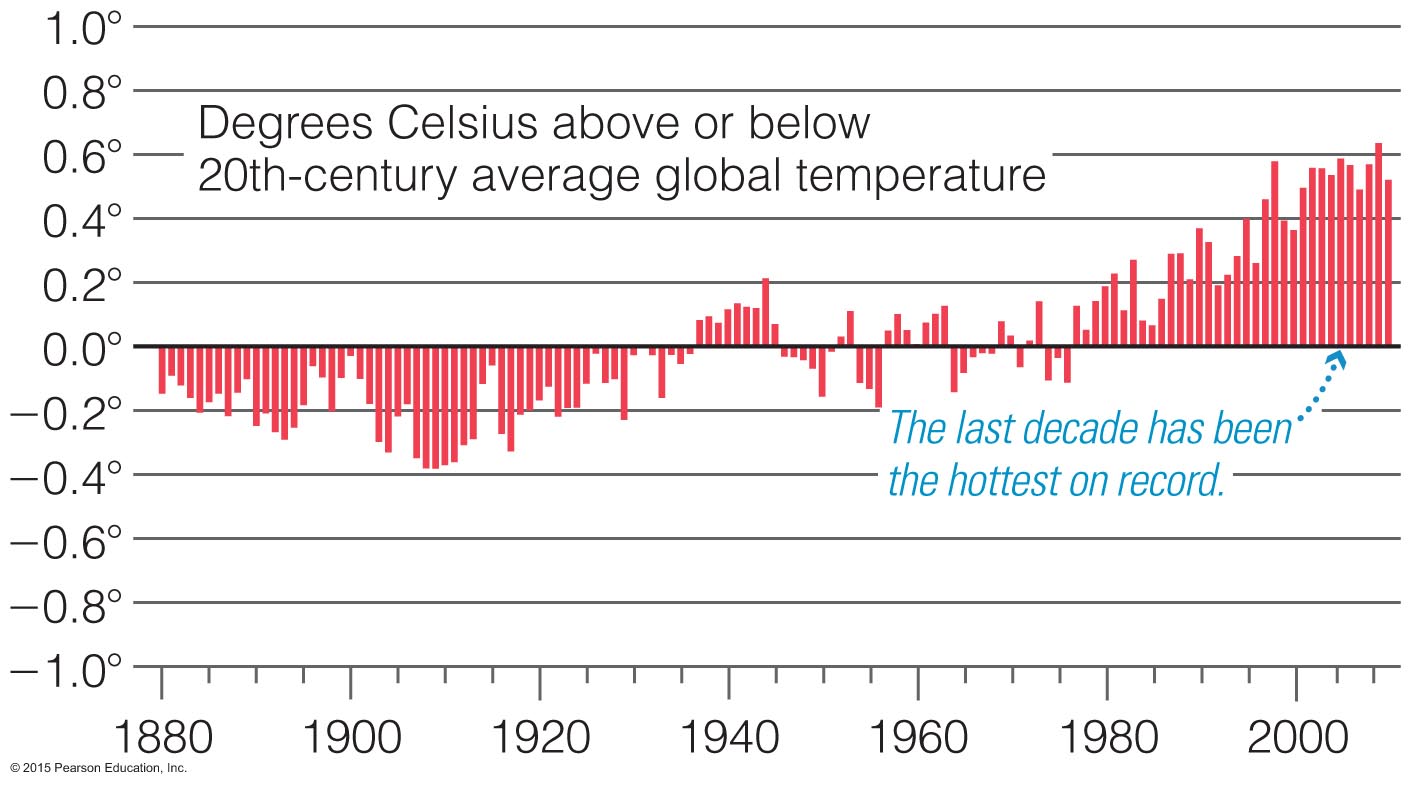 1.0°
0.8°
Degrees Celsius above or below
0.6°
20th-century average global temperature
0.4°
0.2°
0.0°
−0.2°
The last decade has been
−0.4°
the hottest on record.
−0.6°
−0.8°
−1.0°
1880 1900 1920 1940 1960 1980 2000
© 2015 Pearson Education, Inc.